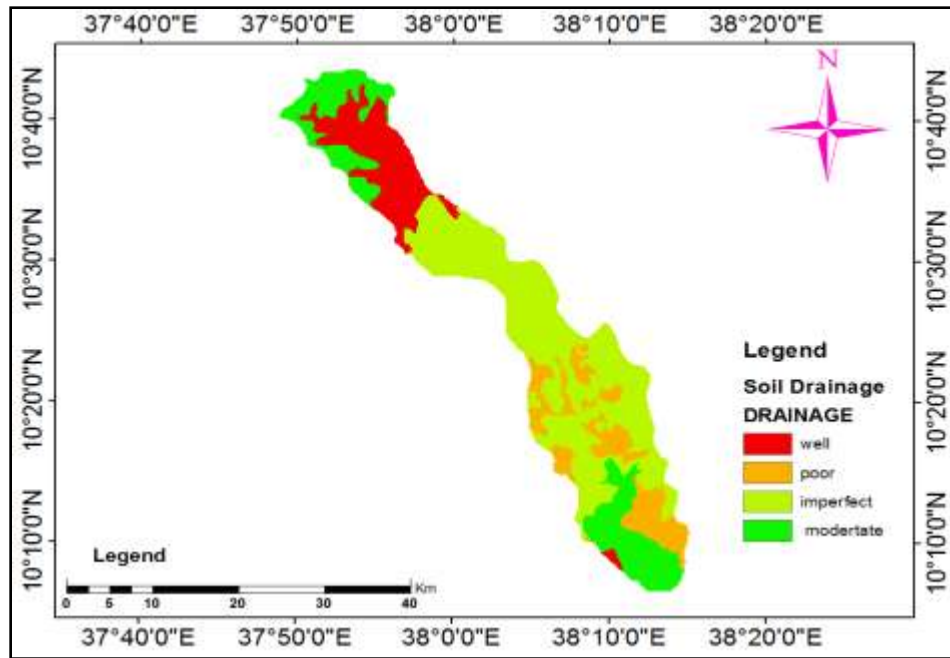 37°40'0"E 37°50'0"E 38°0'0"E 38°10'0"E 38°20'0"E
N
10°40'0"N 10°40'0"N
10°30'0"N 10°30'0"N
10°20'0"N 10°20'0"N
10°10'0"N 10°10'0"N
Legend
Soil Drainage
DRAINAGE
well
poor
imperfect
modertate
Legend
Km
0 5 10 20 30 40
37°40'0"E 37°50'0"E 38°0'0"E 38°10'0"E 38°20'0"E